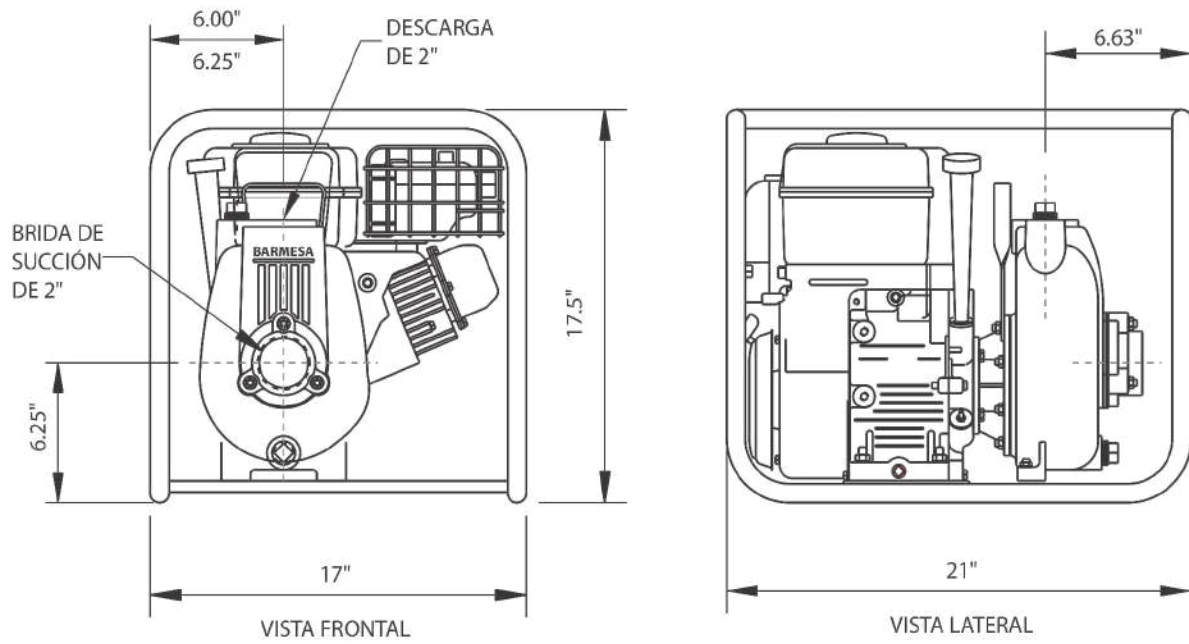 6.00"
6.25"
DESCARGA
DE 2"
BRIDA DE
SUCCIÓN
DE 2"
BARMESA
6.25"
17.5"
17"
VISTA FRONTAL
6.63"
21"
VISTA LATERAL